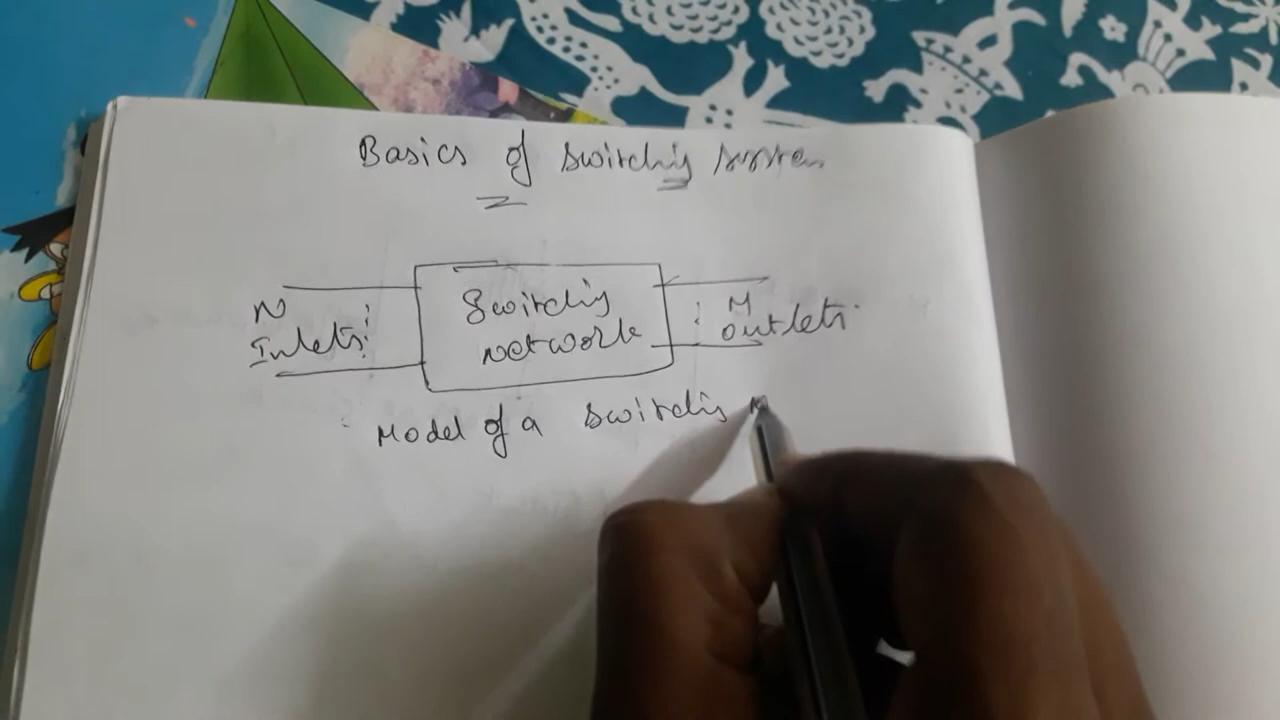 Basics of Switching system
N
Inlets
Switching
network
M
outlets
Model of a switching